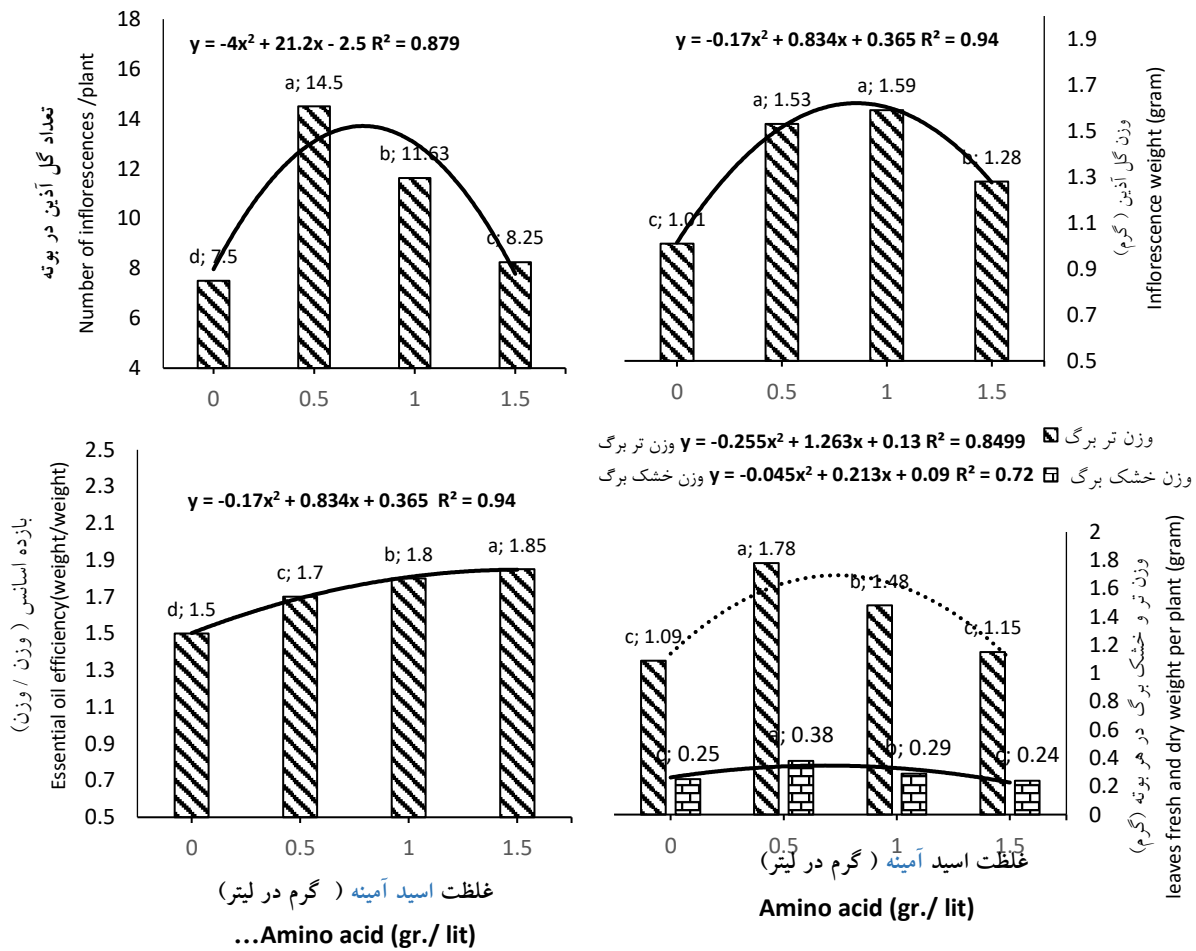 y = -4x² + 21.2x - 2.5 R² = 0.879
تعداد گل آذین در بوته
Number of inflorescences /plant
18
16
14
12
10
8
6
4
d; 7.5
a; 14.5
b; 11.63
c; 8.25
0 0.5 1 1.5
y = -0.17x² + 0.834x + 0.365 R² = 0.94
c; 1.01
a; 1.53
a; 1.59
b; 1.28
1.9
1.7
1.5
1.3
1.1
0.9
0.7
0.5
وزن گل آذین ( گرم)
Inflorescence weight (gram)
0 0.5 1 1.5
y = -0.17x² + 0.834x + 0.365 R² = 0.94
بازده اسانس ( وزن / وزن)
Essential oil efficiency(weight/weight)
2.5
2.3
2.1
1.9
1.7
1.5
1.3
1.1
0.9
0.7
0.5
d; 1.5
c; 1.7
b; 1.8
a; 1.85
0 0.5 1 1.5
غلظت اسید آمینه ( گرم در لیتر)
...Amino acid (gr./ lit)
وزن تر برگ y = -0.255x² + 1.263x + 0.13 R² = 0.8499 وزن تر برگ
وزن خشک برگ y = -0.045x² + 0.213x + 0.09 R² = 0.72 وزن خشک برگ
c; 1.09
a; 1.78
b; 1.48
c; 1.15
c; 0.25
a; 0.38
b; 0.29
c; 0.24
2
1.8
1.6
1.4
1.2
1
0.8
0.6
0.4
0.2
0
وزن تر و خشک برگ در هر بوته (گرم)
leaves fresh and dry weight per plant (gram)
0 0.5 1 1.5
غلظت اسید آمینه ( گرم در لیتر)
Amino acid (gr./ lit)